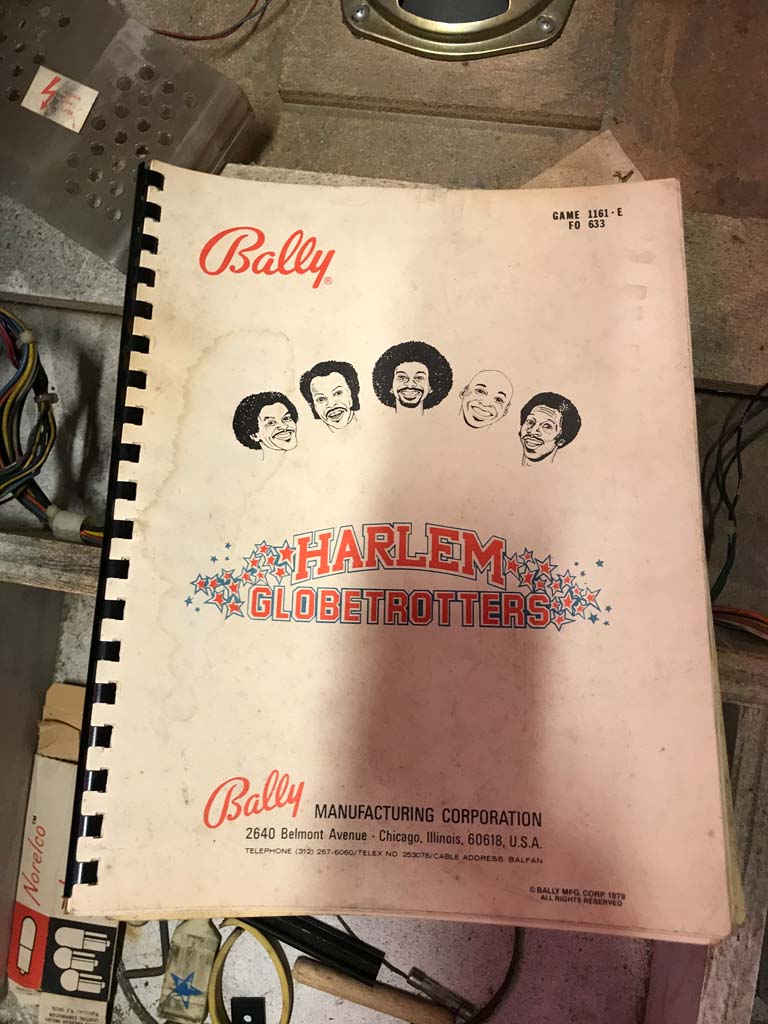 GAME 1161-E
FO 633
Bally®
HARLEM
GLOBETROTTERS
Bally MANUFACTURING CORPORATION
2640 Belmont Avenue · Chicago, Illinois, 60618, U.S.A.
TELEPHONE (312) 267-6060/TELEX NO 253076/CABLE ADDRESS: BALFAN
© BALLY MFG. CORP. 1979
ALL RIGHTS RESERVED
Norelco™